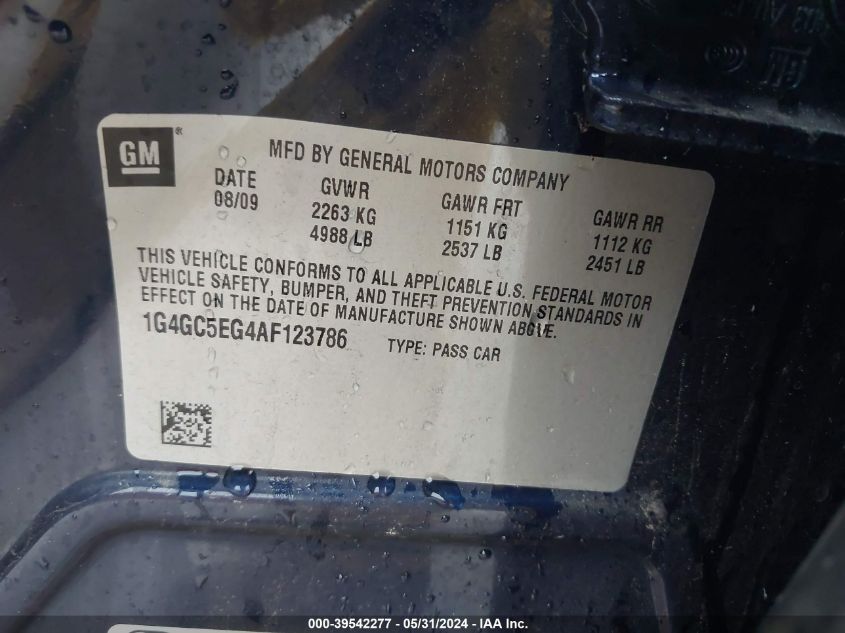 GM
MFD BY GENERAL MOTORS COMPANY
DATE GVWR GAWR FRT GAWR RR
08/09 2263 KG 1151 KG 1112 KG
4988 LB 2537 LB 2451 LB
THIS VEHICLE CONFORMS TO ALL APPLICABLE U.S. FEDERAL MOTOR
VEHICLE SAFETY, BUMPER, AND THEFT PREVENTION STANDARDS IN
EFFECT ON THE DATE OF MANUFACTURE SHOWN ABOVE.
1G4GC5EG4AF123786 TYPE: PASS CAR
000-39542277 - 05/31/2024 - IAA Inc.